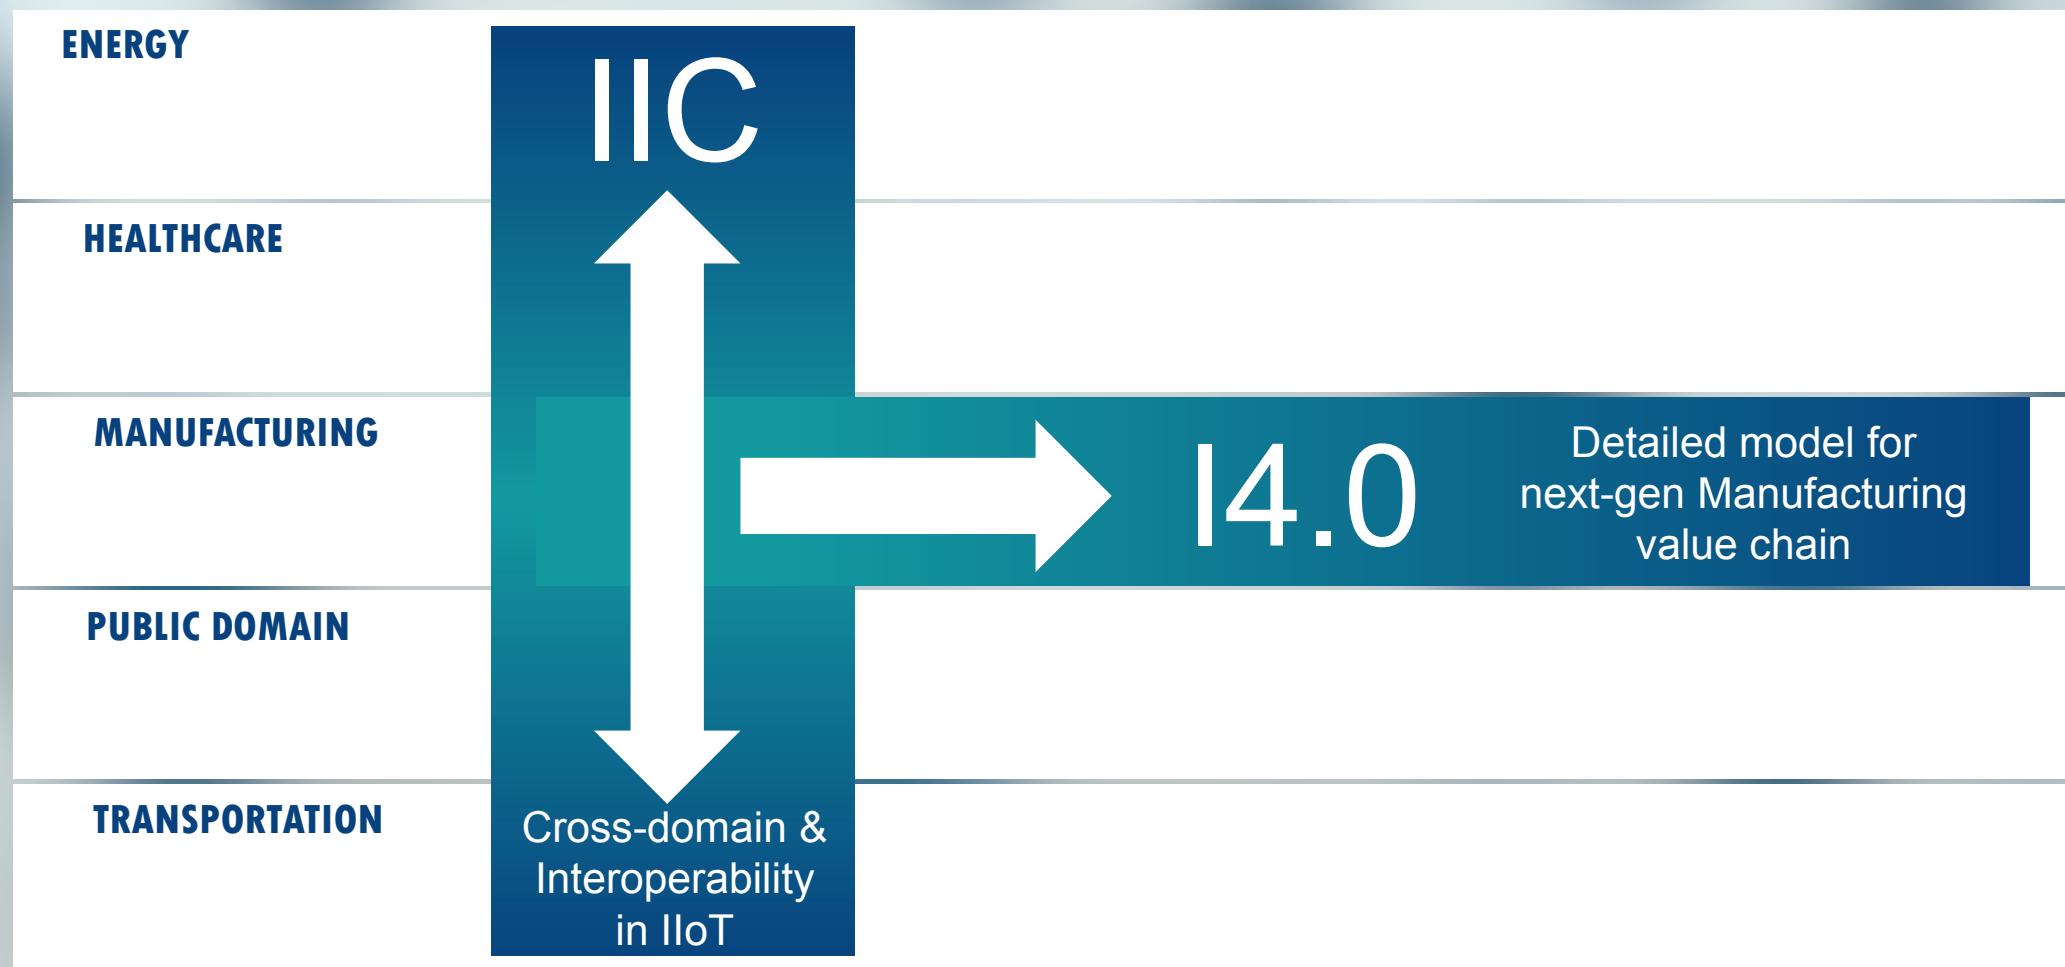 ENERGY
IIC
HEALTHCARE
MANUFACTURING
I4.0
Detailed model for
next-gen Manufacturing
value chain
PUBLIC DOMAIN
TRANSPORTATION
Cross-domain &
Interoperability
in IIoT